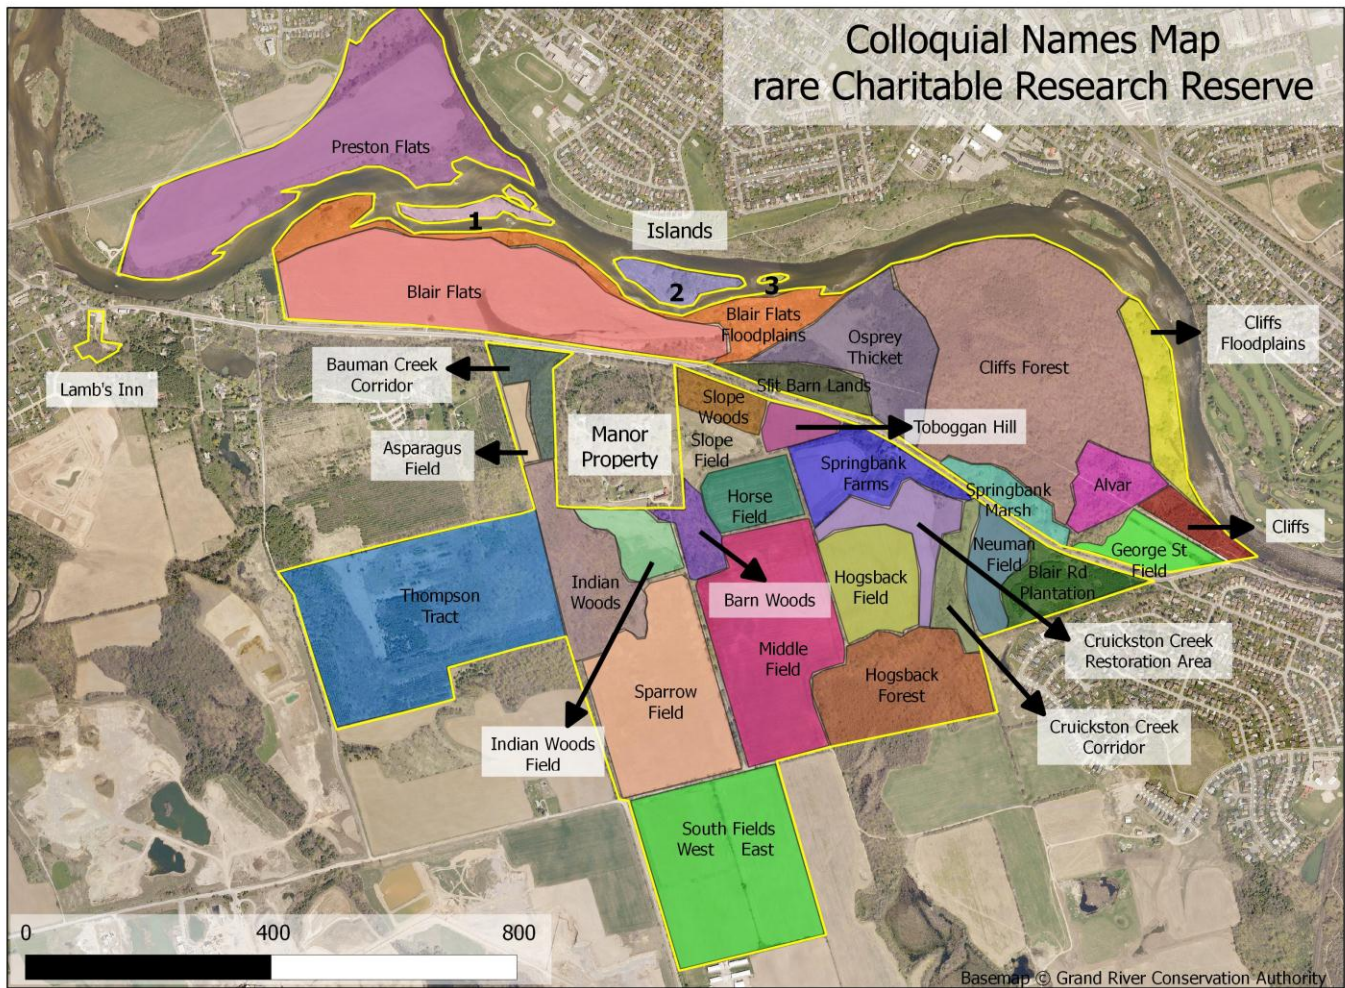 Colloquial Names Map
rare Charitable Research Reserve
Preston Flats
1
Islands
2
3
Blair Flats
Blair Flats
Floodplains
Osprey
Thicket
Cliffs Forest
Cliffs
Floodplains
Lamb's Inn
Bauman Creek
Corridor
Slit Barn Lands
Slope
Woods
Toboggan Hill
Asparagus
Field
Manor
Property
Slope
Field
Springbank
Farms
Horse
Field
Springbank
Marsh
Alvar
Cliffs
George St
Field
Neuman
Field
Blair Rd
Plantation
Thompson
Tract
Indian
Woods
Barn Woods
Hogsback
Field
Cruickston Creek
Restoration Area
Middle
Field
Hogsback
Forest
Sparrow
Field
Indian Woods
Field
Cruickston Creek
Corridor
South Fields
West East
0 400 800
Basemap © Grand River Conservation Authority